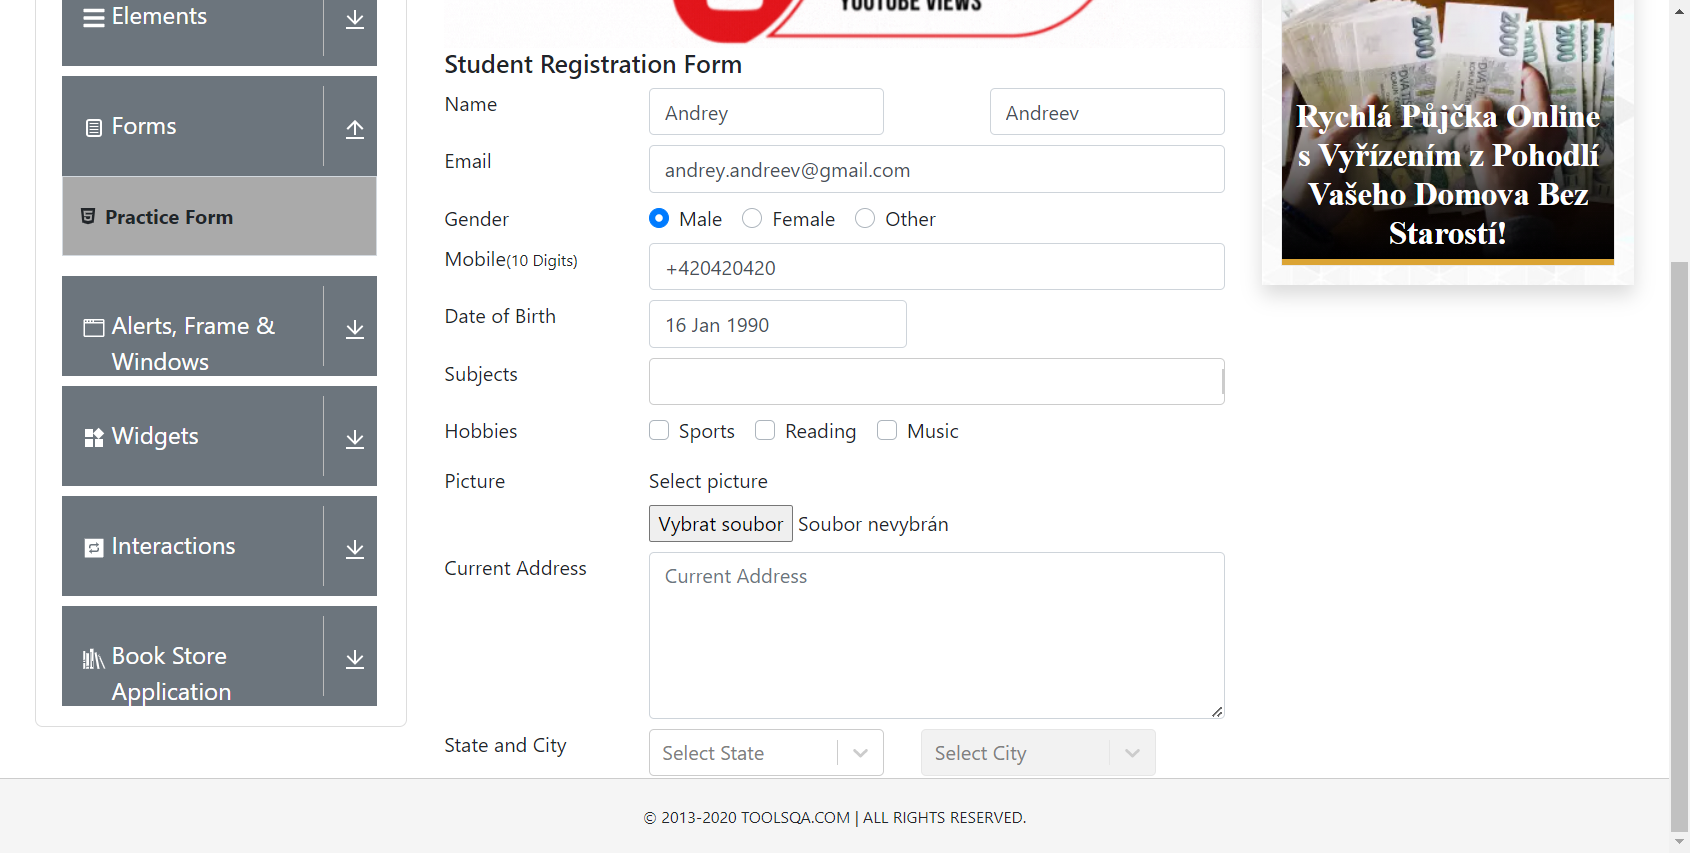 Elements
YOUTUBE VIEWS
Student Registration Form
Name
Andrey
Andreev
Forms
Email
andrey.andreev@gmail.com
Practice Form
Gender
Male
Female
Other
Mobile(10 Digits)
+420420420
Date of Birth
16 Jan 1990
Alerts, Frame &
Windows
Subjects
Widgets
Hobbies
Sports
Reading
Music
Picture
Select picture
Vybrat soubor Soubor nevybrán
Interactions
Current Address
Current Address
Book Store
Application
State and City
Select State
Select City
2000
2000
2000
Rychlá Půjčka Online
s Vyřízením z Pohodlí
Vašeho Domova Bez
Starostí!
© 2013-2020 TOOLSQA.COM | ALL RIGHTS RESERVED.